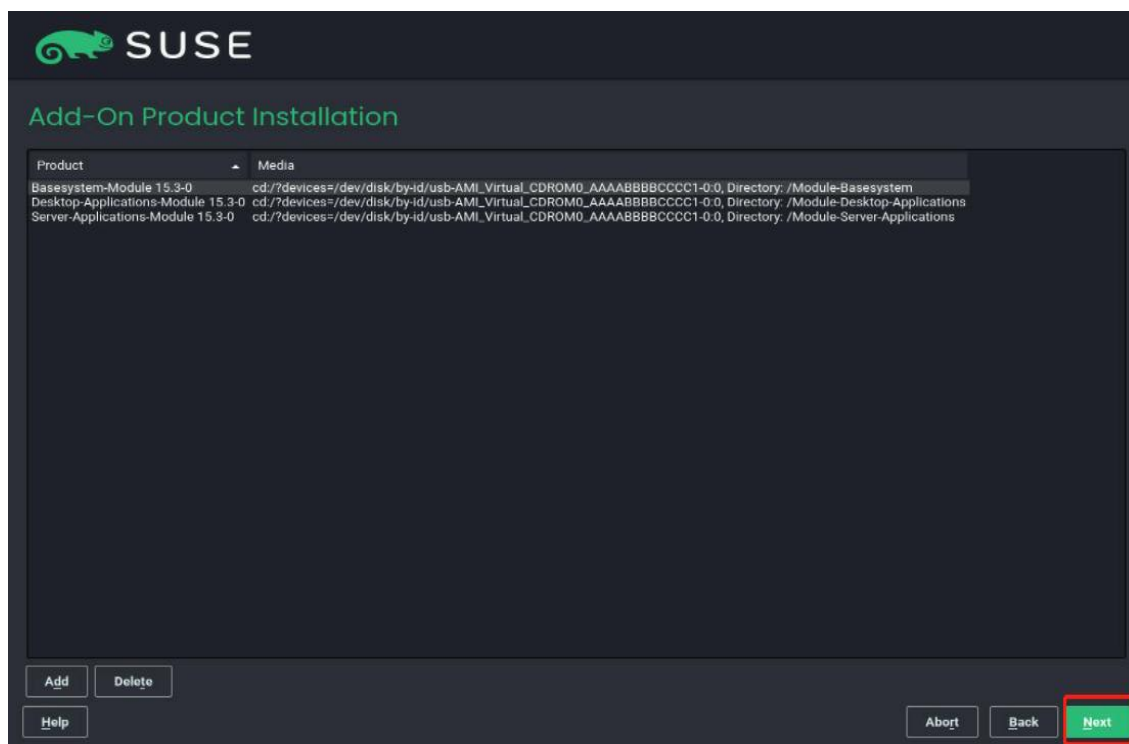 SUSE
Add-On Product Installation
Product Media
Basesystem-Module 15.3-0 cd:/?devices=/dev/disk/by-id/usb-AMI_Virtual_CDROM0_AAAABBBBCCCC1-0:0, Directory: /Module-Basesystem
Desktop-Applications-Module 15.3-0 cd:/?devices=/dev/disk/by-id/usb-AMI_Virtual_CDROM0_AAAABBBBCCCC1-0:0, Directory: /Module-Desktop-Applications
Server-Applications-Module 15.3-0 cd:/?devices=/dev/disk/by-id/usb-AMI_Virtual_CDROM0_AAAABBBBCCCC1-0:0, Directory: /Module-Server-Applications
Add Delete
Help Abort Back Next